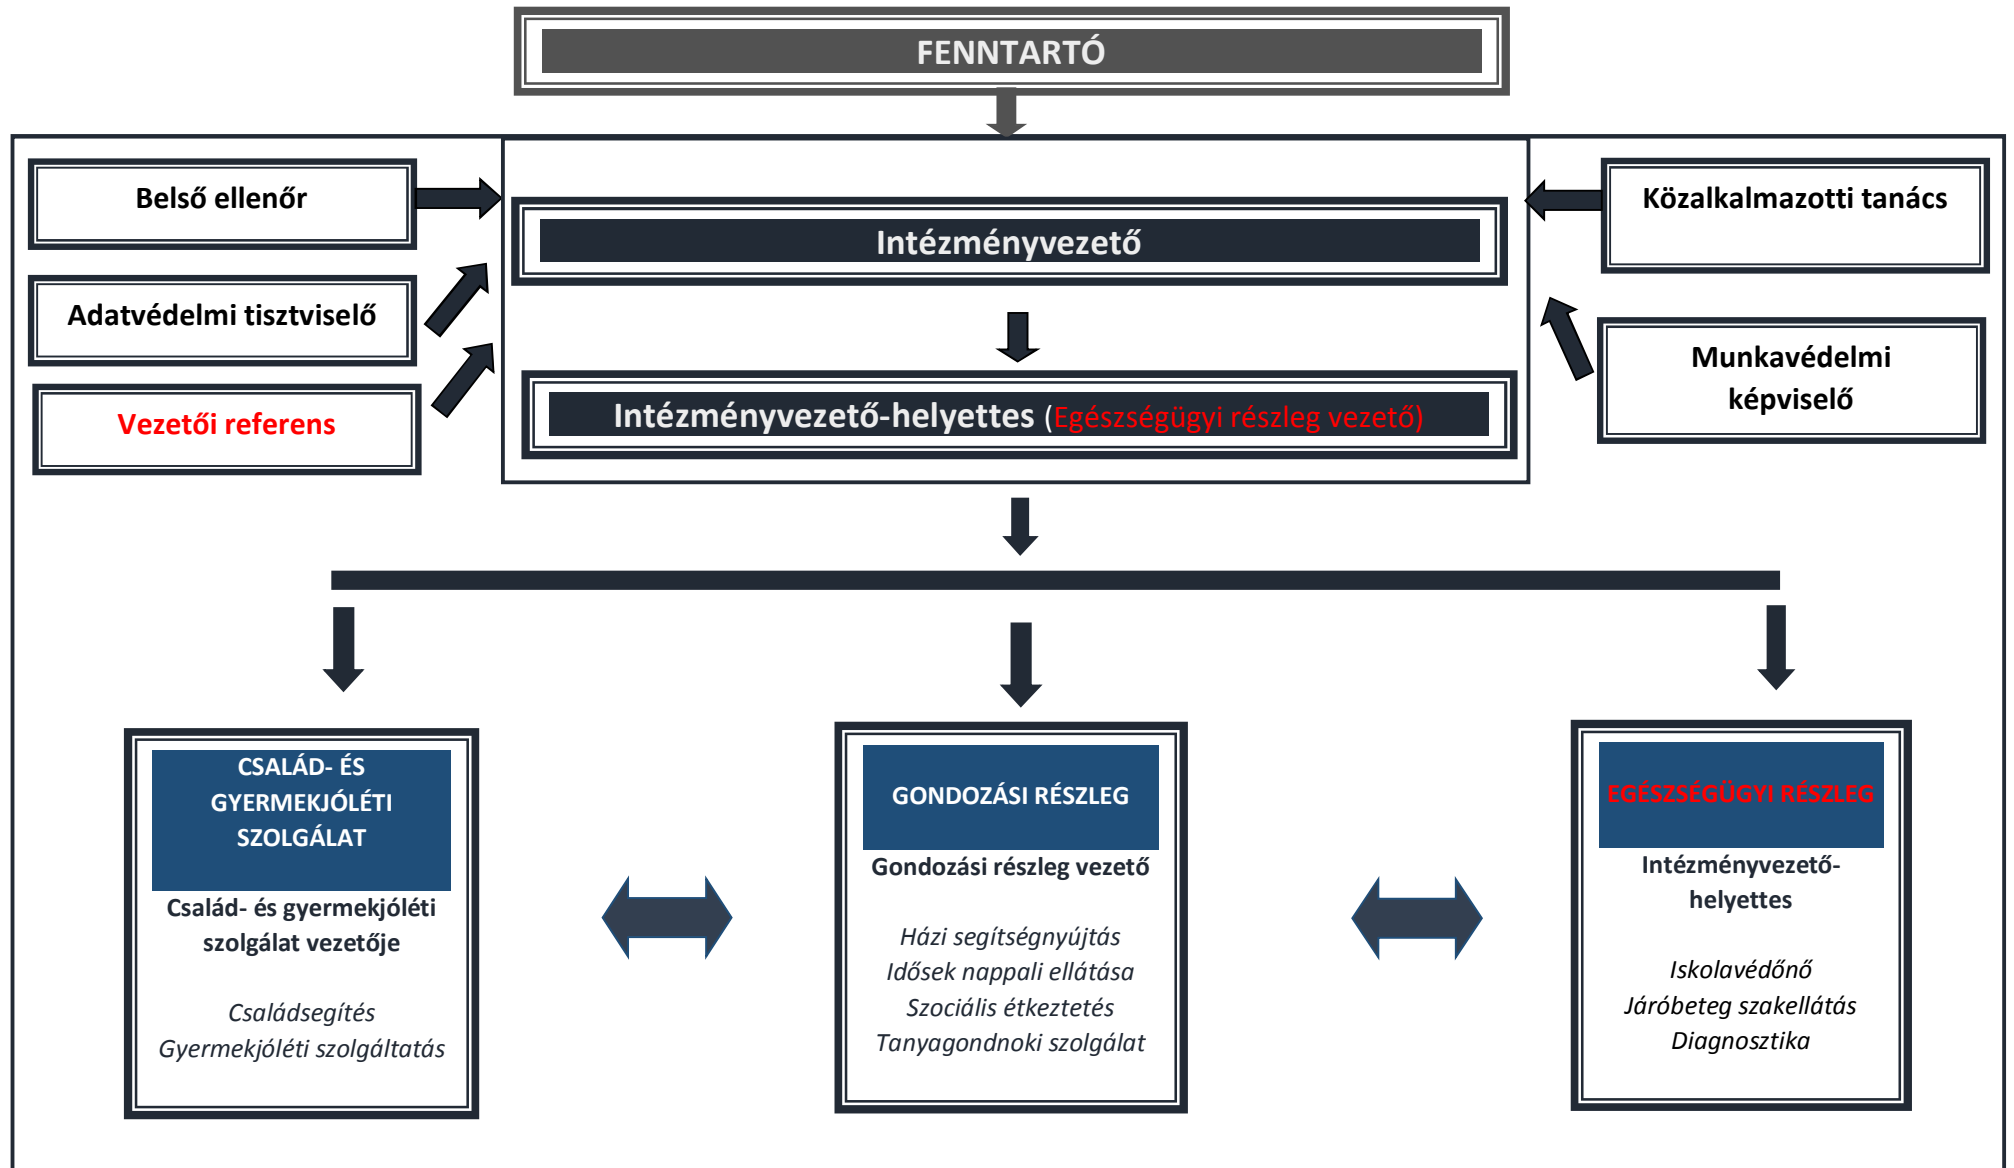 FENNTARTÓ
Belső ellenőr
Közalkalmazotti tanács
Intézményvezető
Adatvédelmi tisztviselő
Munkavédelmi
képviselő
Vezetői referens
Intézményvezető-helyettes (Egészségügyi részleg vezető)
CSALÁD- ÉS
GYERMEKJÓLÉTI
SZOLGÁLAT
Család- és gyermekjóléti
szolgálat vezetője
Családsegítés
Gyermekjóléti szolgáltatás
GONDOZÁSI RÉSZLEG
Gondozási részleg vezető
Házi segítségnyújtás
Idősek nappali ellátása
Szociális étkeztetés
Tanyagondnoki szolgálat
EGÉSZSÉGÜGYI RÉSZLEG
Intézményvezető-
helyettes
Iskolavédőnő
Járóbeteg szakellátás
Diagnosztika